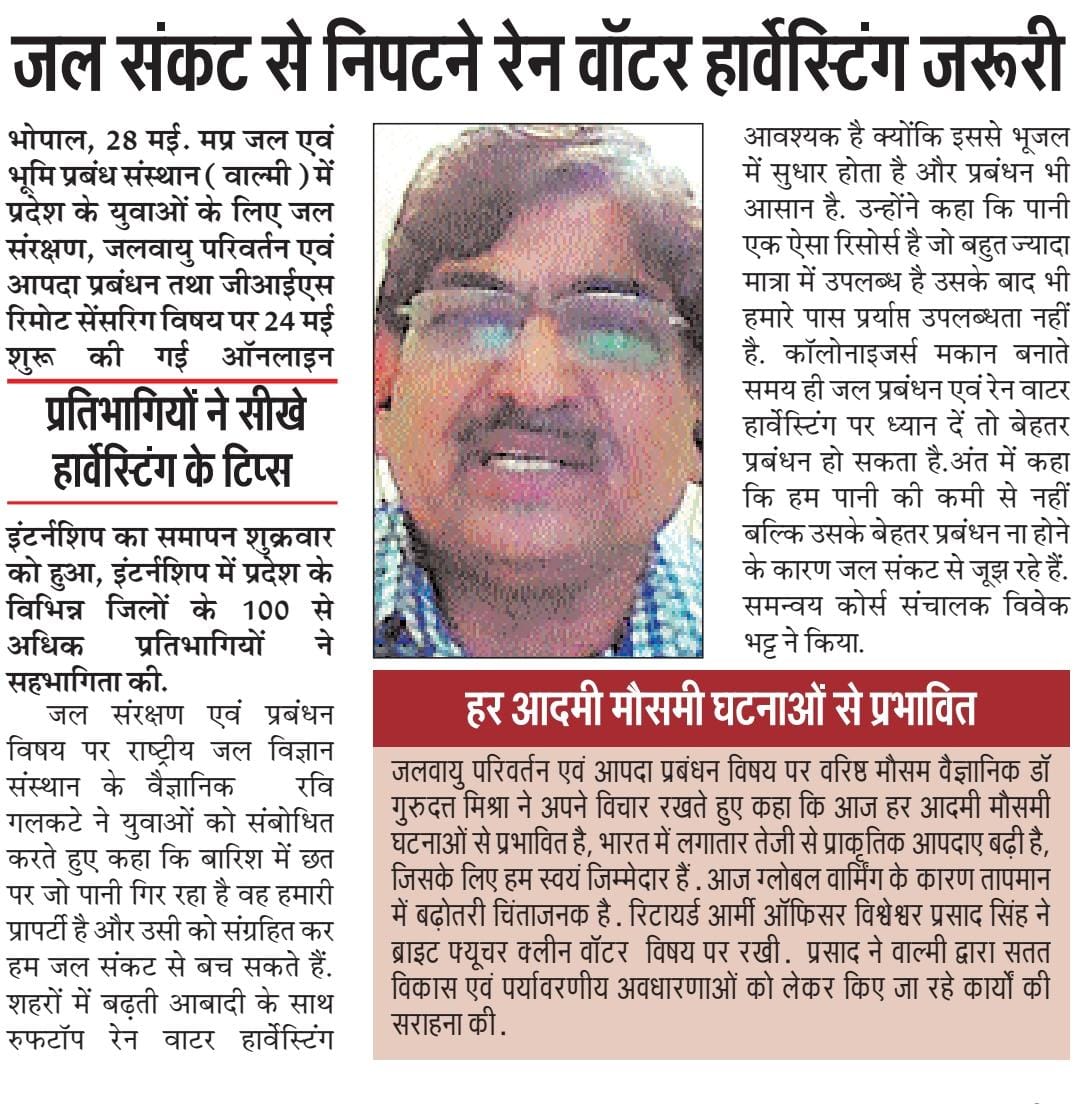 जल संकट से निपटने रेन वॉटर हार्वेस्टिंग जरूरी
भोपाल, 28 मई. मप्र जल एवं
भूमि प्रबंध संस्थान ( वाल्मी ) में
प्रदेश के युवाओं के लिए जल
संरक्षण, जलवायु परिवर्तन एवं
आपदा प्रबंधन तथा जीआईएस
रिमोट सेंसरिग विषय पर 24 मई
शुरू की गई ऑनलाइन
प्रतिभागियों ने सीखे
हार्वेस्टिंग के टिप्स
इंटर्नशिप का समापन शुक्रवार
को हुआ, इंटर्नशिप में प्रदेश के
विभिन्न जिलों के 100 से
अधिक प्रतिभागियों ने
सहभागिता की.
जल संरक्षण एवं प्रबंधन
विषय पर राष्ट्रीय जल विज्ञान
संस्थान के वैज्ञानिक रवि
गलकटे ने युवाओं को संबोधित
करते हुए कहा कि बारिश में छत
पर जो पानी गिर रहा है वह हमारी
प्रापर्टी है और उसी को संग्रहित कर
हम जल संकट से बच सकते हैं.
शहरों में बढ़ती आबादी के साथ
रुफटॉप रेन वाटर हार्वेस्टिंग
आवश्यक है क्योंकि इससे भूजल
में सुधार होता है और प्रबंधन भी
आसान है. उन्होंने कहा कि पानी
एक ऐसा रिसोर्स है जो बहुत ज्यादा
मात्रा में उपलब्ध है उसके बाद भी
हमारे पास प्रर्याप्त उपलब्धता नहीं
है. कॉलोनाइजर्स मकान बनाते
समय ही जल प्रबंधन एवं रेन वाटर
हार्वेस्टिंग पर ध्यान दें तो बेहतर
प्रबंधन हो सकता है.अंत में कहा
कि हम पानी की कमी से नहीं
बल्कि उसके बेहतर प्रबंधन ना होने
के कारण जल संकट से जूझ रहे हैं.
समन्वय कोर्स संचालक विवेक
भट्ट ने किया.
हर आदमी मौसमी घटनाओं से प्रभावित
जलवायु परिवर्तन एवं आपदा प्रबंधन विषय पर वरिष्ठ मौसम वैज्ञानिक डॉ
गुरुदत्त मिश्रा ने अपने विचार रखते हुए कहा कि आज हर आदमी मौसमी
घटनाओं से प्रभावित है, भारत में लगातार तेजी से प्राकृतिक आपदाए बढ़ी है,
जिसके लिए हम स्वयं जिम्मेदार हैं . आज ग्लोबल वार्मिंग के कारण तापमान
में बढ़ोतरी चिंताजनक है . रिटायर्ड आर्मी ऑफिसर विश्वेश्वर प्रसाद सिंह ने
ब्राइट फ्यूचर क्लीन वॉटर विषय पर रखी . प्रसाद ने वाल्मी द्वारा सतत
विकास एवं पर्यावरणीय अवधारणाओं को लेकर किए जा रहे कार्यों की
सराहना की .